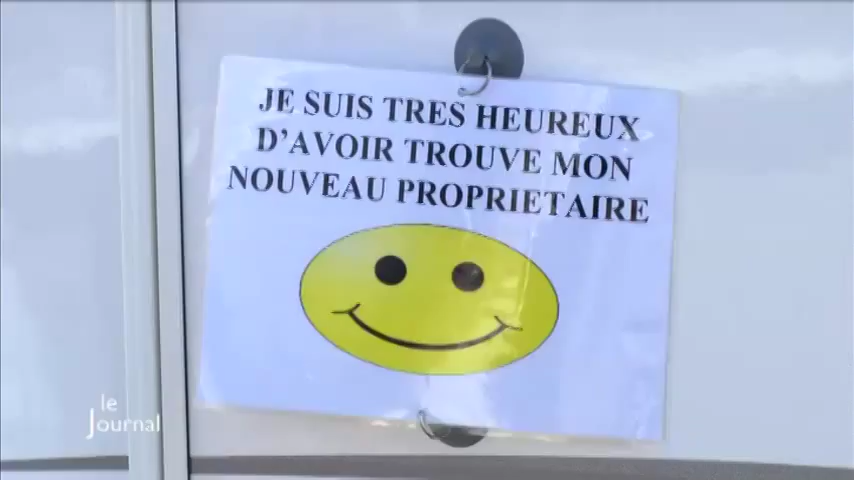 JE SUIS TRES HEUREUX
D'AVOIR TROUVE MON
NOUVEAU PROPRIETAIRE
le
Journal